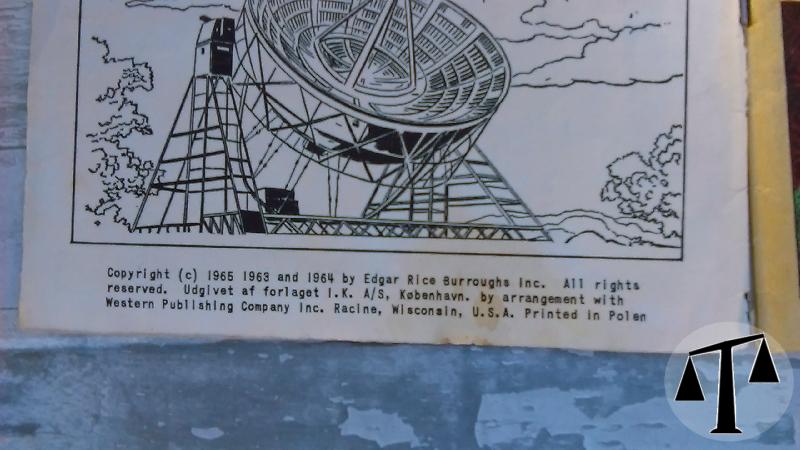 Copyright (c) 1965 1963 and 1964 by Edgar Rice Burroughs Inc. All rights
reserved. Udgivet af forlaget I.K. A/S, København. by arrangement with
Western Publishing Company Inc. Racine, Wisconsin, U.S.A. Printed in Polen